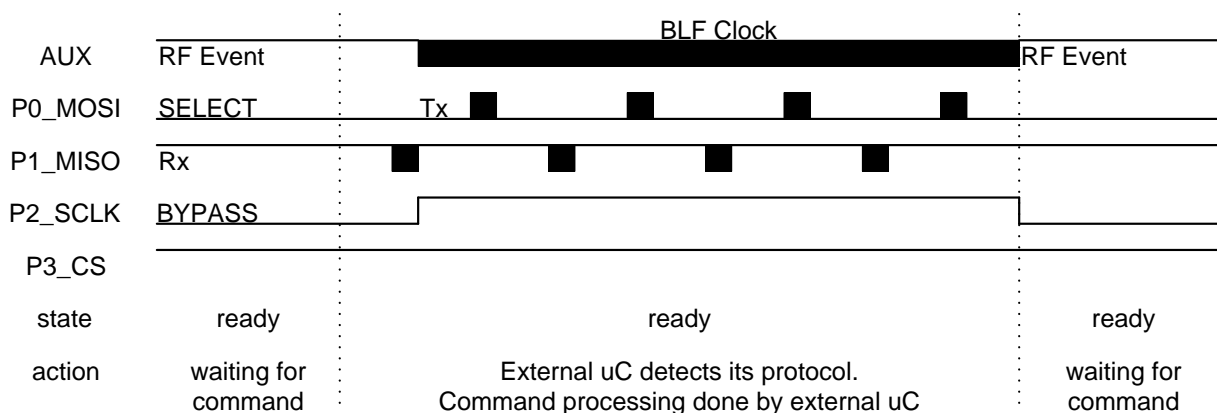 BLF Clock
AUX RF Event RF Event
P0_MOSI SELECT Tx
P1_MISO Rx
P2_SCLK BYPASS
P3_CS
state ready ready ready
action waiting for External uC detects its protocol. waiting for
command Command processing done by external uC command